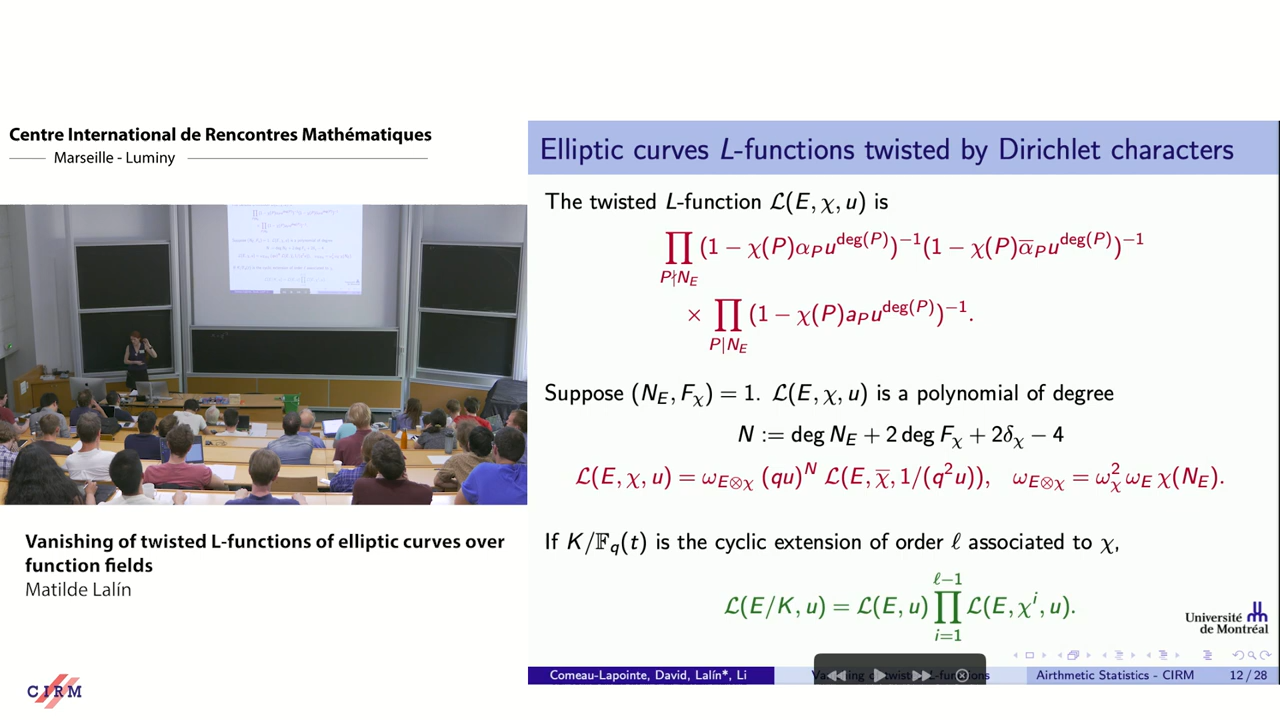 Centre International de Rencontres Mathématiques
Marseille - Luminy
Vanishing of twisted L-functions of elliptic curves over
function fields
Matilde Lalín
CIRM
Elliptic curves L-functions twisted by Dirichlet characters
The twisted L-function ℒ(E, χ, u) is
∏_{P∤N_E} (1 − χ(P)α_P u^{deg(P)})^{−1}(1 − χ(P)ᾱ_P u^{deg(P)})^{−1}
× ∏_{P|N_E} (1 − χ(P)a_P u^{deg(P)})^{−1}.
Suppose (N_E, F_χ) = 1. ℒ(E, χ, u) is a polynomial of degree
N := deg N_E + 2 deg F_χ + 2δ_χ − 4
ℒ(E, χ, u) = ω_{E⊗χ} (qu)^N ℒ(E, χ̄, 1/(q²u)), ω_{E⊗χ} = ω_χ² ω_E χ(N_E).
If K/𝔽_q(t) is the cyclic extension of order ℓ associated to χ,
ℒ(E/K, u) = ℒ(E, u) ∏_{i=1}^{ℓ−1} ℒ(E, χ^i, u).
Université
de Montréal
Comeau-Lapointe, David, Lalín*, Li
Airthmetic Statistics - CIRM
12 / 28